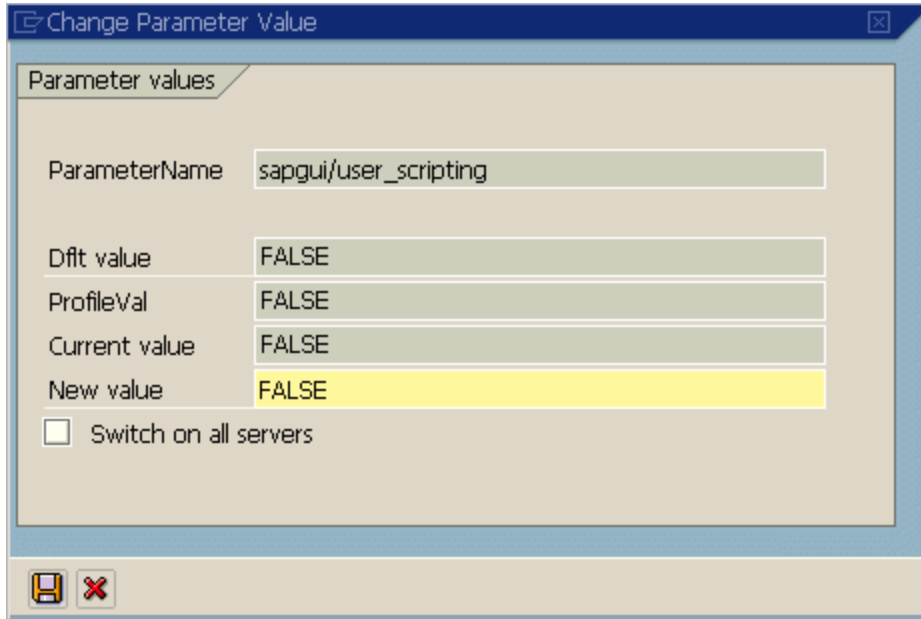 Change Parameter Value
Parameter values
ParameterName sapgui/user_scripting
Dflt value FALSE
ProfileVal FALSE
Current value FALSE
New value FALSE
Switch on all servers